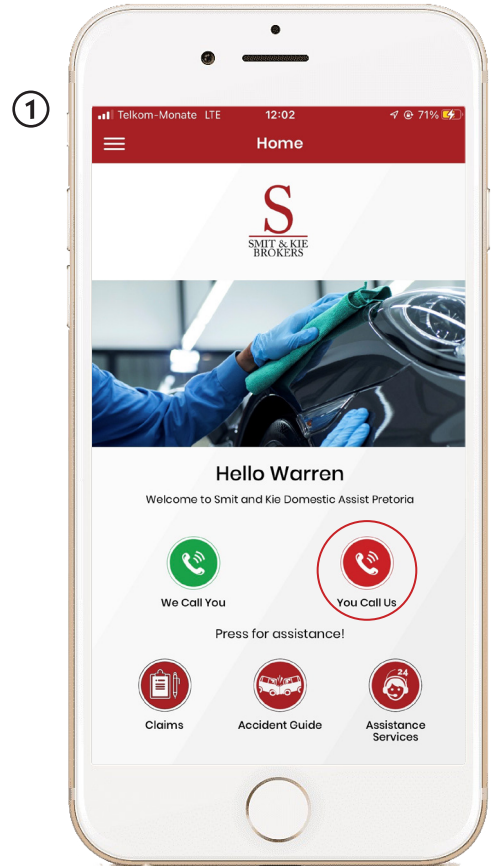 1
Telkom-Monate LTE 12:02 71%
Home
S
SMIT & KIE
BROKERS
Hello Warren
Welcome to Smit and Kie Domestic Assist Pretoria
We Call You You Call Us
Press for assistance!
24
Claims Accident Guide Assistance
Services